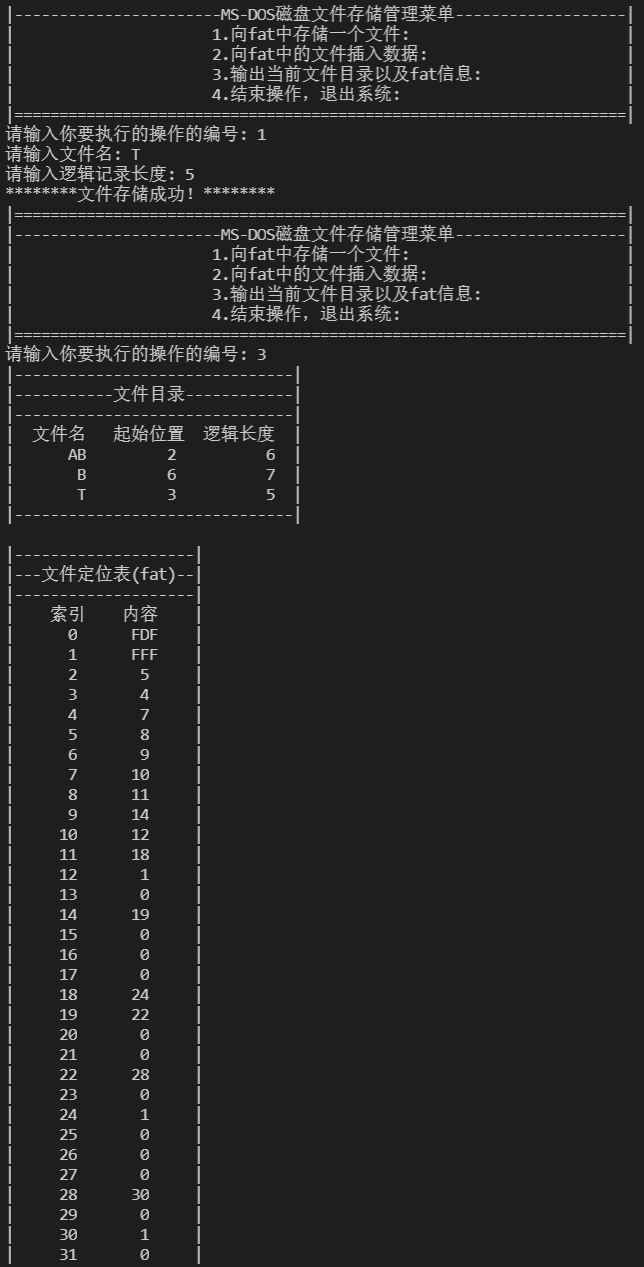 |-----------------------MS-DOS磁盘文件存储管理菜单-------------------|
|                      1.向fat中存储一个文件:                        |
|                      2.向fat中的文件插入数据:                      |
|                      3.输出当前文件目录以及fat信息:                |
|                      4.结束操作，退出系统:                         |
|====================================================================|
请输入你要执行的操作的编号: 1
请输入文件名: T
请输入逻辑记录长度: 5
********文件存储成功! ********
|====================================================================|
|-----------------------MS-DOS磁盘文件存储管理菜单-------------------|
|                      1.向fat中存储一个文件:                        |
|                      2.向fat中的文件插入数据:                      |
|                      3.输出当前文件目录以及fat信息:                |
|                      4.结束操作，退出系统:                         |
|====================================================================|
请输入你要执行的操作的编号: 3
|-------------------------------|
|-----------文件目录------------|
|-------------------------------|
|  文件名   起始位置  逻辑长度  |
|      AB         2          6  |
|       B         6          7  |
|       T         3          5  |
|-------------------------------|
|--------------------|
|---文件定位表(fat)--|
|--------------------|
|    索引    内容    |
|      0      FDF    |
|      1      FFF    |
|      2       5     |
|      3       4     |
|      4       7     |
|      5       8     |
|      6       9     |
|      7      10     |
|      8      11     |
|      9      14     |
|     10      12     |
|     11      18     |
|     12       1     |
|     13       0     |
|     14      19     |
|     15       0     |
|     16       0     |
|     17       0     |
|     18      24     |
|     19      22     |
|     20       0     |
|     21       0     |
|     22      28     |
|     23       0     |
|     24       1     |
|     25       0     |
|     26       0     |
|     27       0     |
|     28      30     |
|     29       0     |
|     30       1     |
|     31       0     |